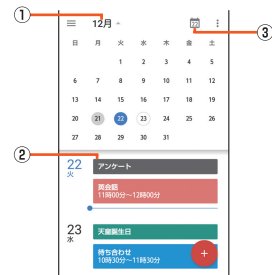 ①
12月
22
③
日 月 火 水 木 金 土
1 2 3 4 5
6 7 8 9 10 11 12
13 14 15 16 17 18 19
20 21 22 23 24 25 26
27 28 29 30 31
②
22
火
アンケート
英会話
11時00分～12時00分
23
水
天皇誕生日
待ち合わせ
10時30分～11時30分
+